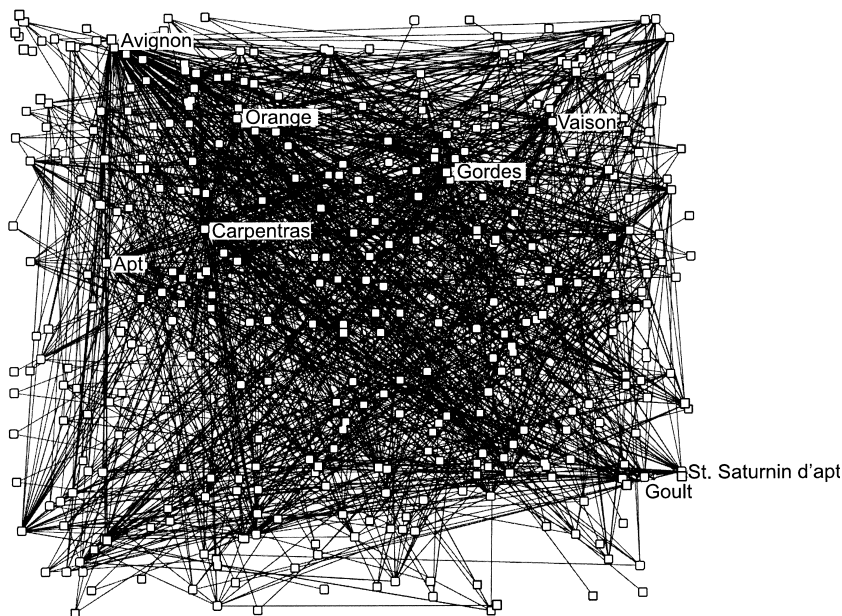 Avignon
Orange
Vaison
Gordes
Carpentras
Apt
St. Saturnin d'apt
Goult